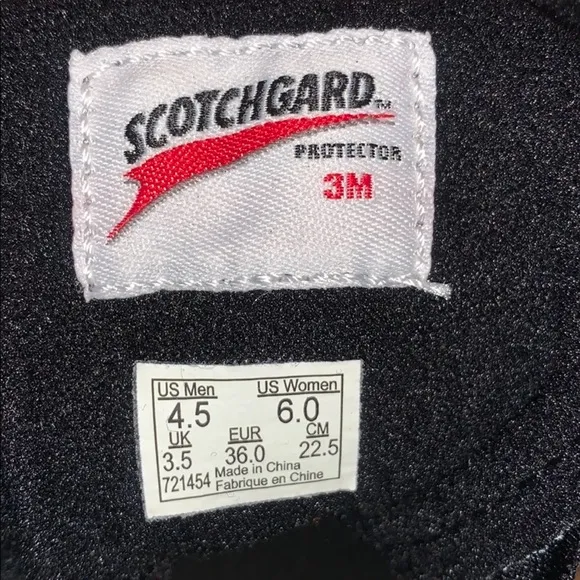 SCOTCHGARD™
PROTECTOR
3M
US Men US Women
4.5 6.0
UK EUR CM
3.5 36.0 22.5
721454 Made in China
Fabrique en Chine